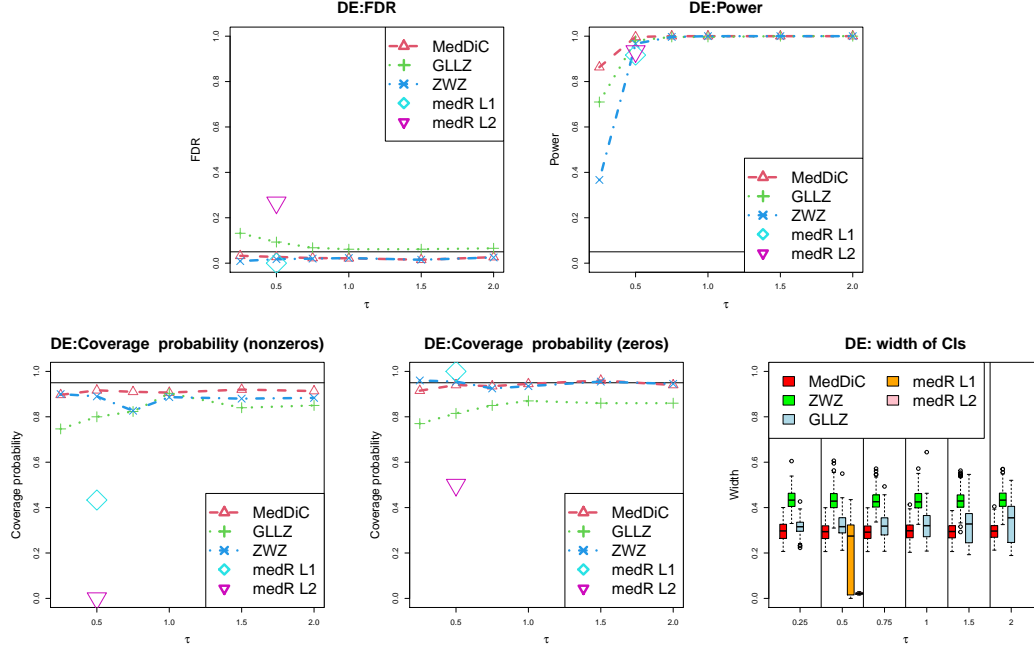 DE:FDR
MedDiC
GLLZ
ZWZ
medR L1
medR L2
FDR
0.0
0.2
0.4
0.6
0.8
1.0
0.5
1.0
1.5
2.0
τ
DE:Power
MedDiC
GLLZ
ZWZ
medR L1
medR L2
Power
0.0
0.2
0.4
0.6
0.8
1.0
0.5
1.0
1.5
2.0
τ
DE:Coverage probability (nonzeros)
MedDiC
GLLZ
ZWZ
medR L1
medR L2
Coverage probability
0.0
0.2
0.4
0.6
0.8
1.0
0.5
1.0
1.5
2.0
τ
DE:Coverage probability (zeros)
MedDiC
GLLZ
ZWZ
medR L1
medR L2
Coverage probability
0.0
0.2
0.4
0.6
0.8
1.0
0.5
1.0
1.5
2.0
τ
DE: width of CIs
MedDiC
ZWZ
GLLZ
medR L1
medR L2
Width
0.0
0.2
0.4
0.6
0.8
1.0
0.25
0.5
0.75
1
1.5
2
τ